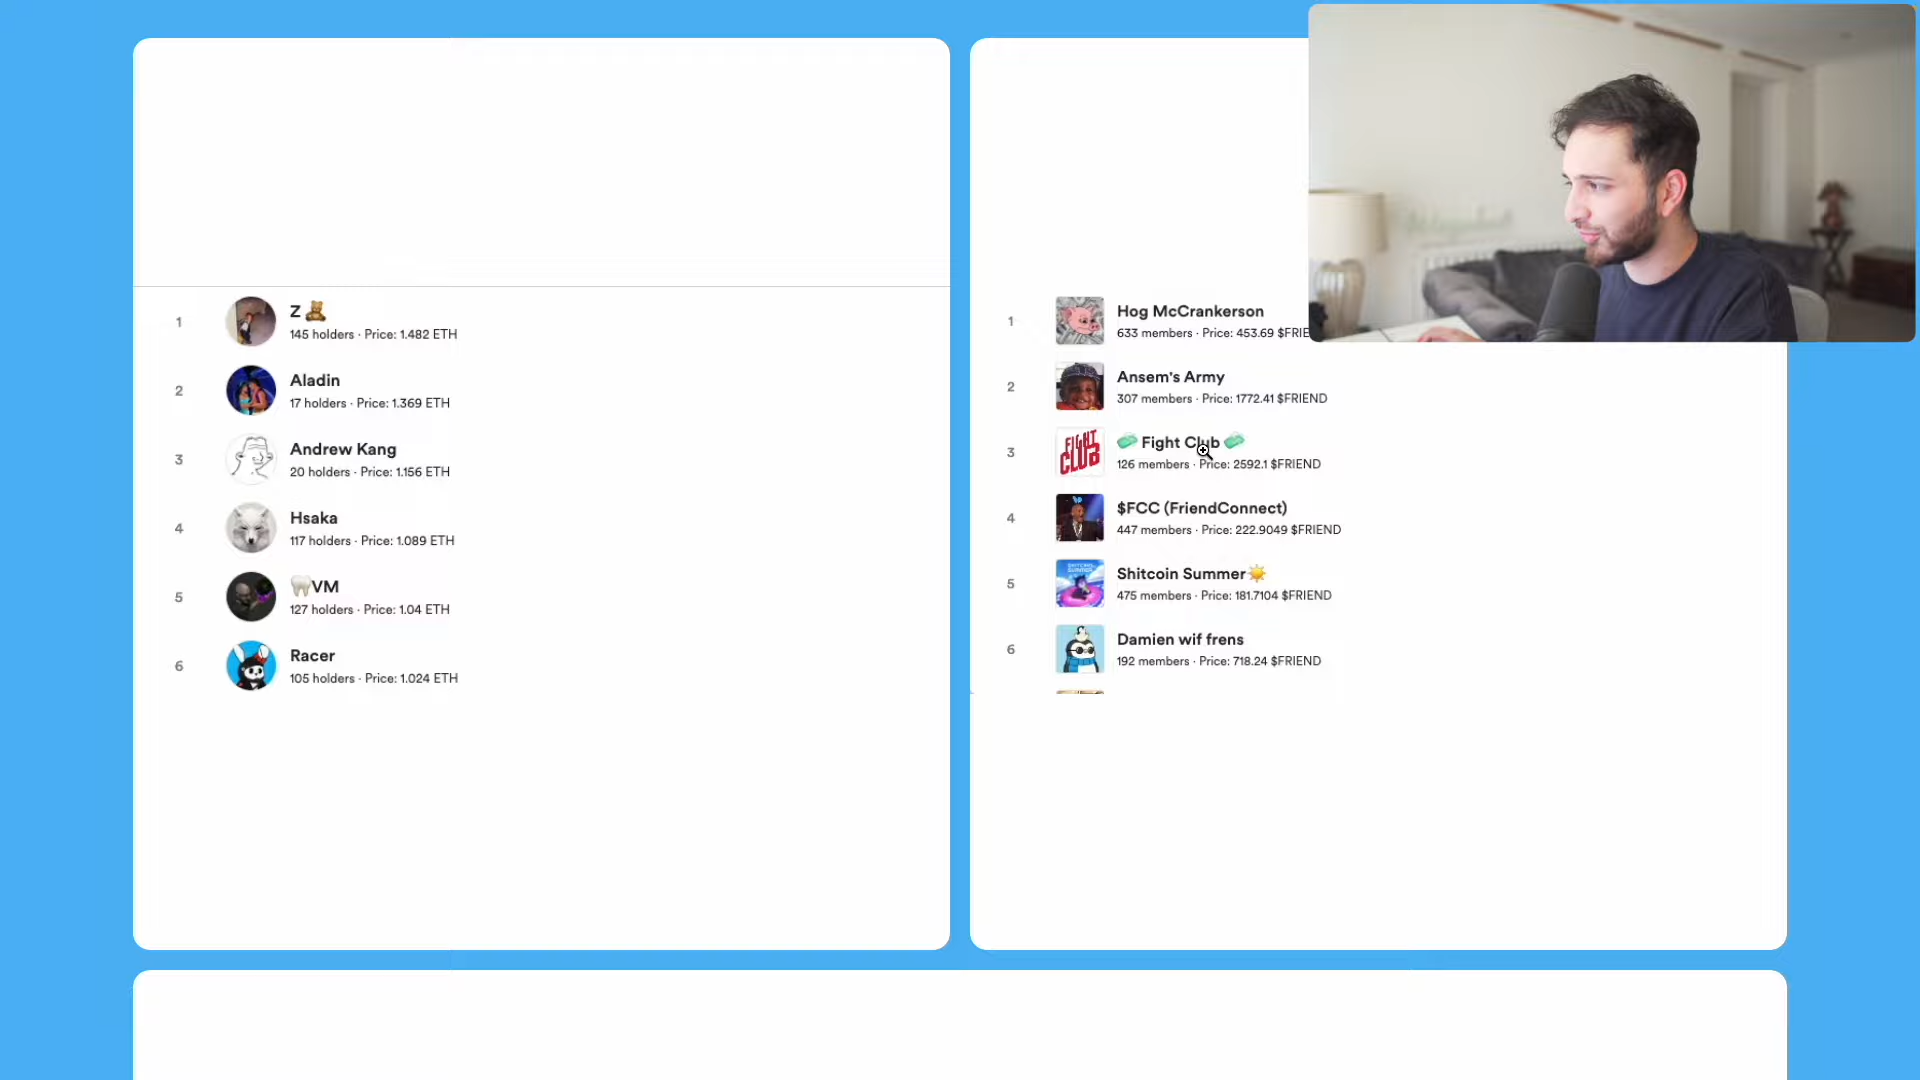 1
Z 🧸
145 holders · Price: 1.482 ETH
2
Aladin
17 holders · Price: 1.369 ETH
3
Andrew Kang
20 holders · Price: 1.156 ETH
4
Hsaka
117 holders · Price: 1.089 ETH
5
🦷VM
127 holders · Price: 1.04 ETH
6
Racer
105 holders · Price: 1.024 ETH
1
Hog McCrankerson
633 members · Price: 453.69 $FRIE
2
Ansem's Army
307 members · Price: 1772.41 $FRIEND
3
FIGHT
CLUB
🧼 Fight Club 🧼
126 members · Price: 2592.1 $FRIEND
4
$FCC (FriendConnect)
447 members · Price: 222.9049 $FRIEND
5
SHITCOIN
SUMMER
Shitcoin Summer☀️
475 members · Price: 181.7104 $FRIEND
6
Damien wif frens
192 members · Price: 718.24 $FRIEND